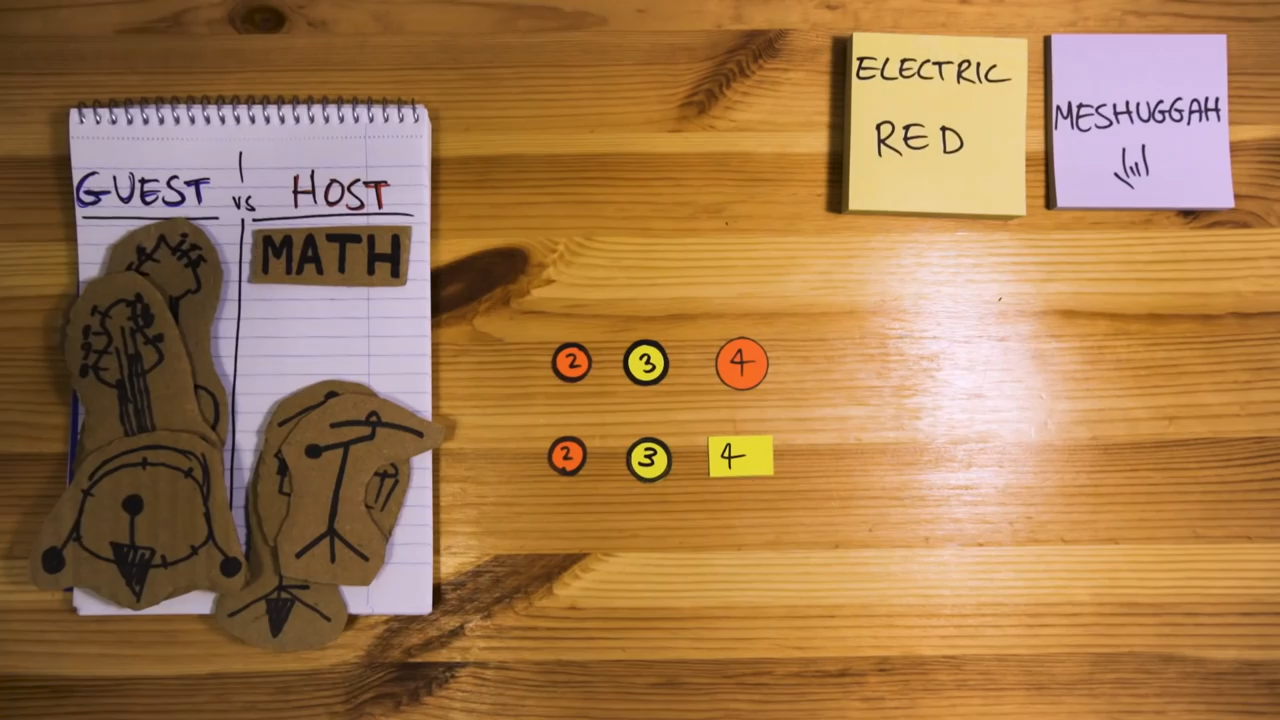 ELECTRIC
RED
MESHUGGAH
GUEST vs HOST
MATH
2 3 4
2 3 4